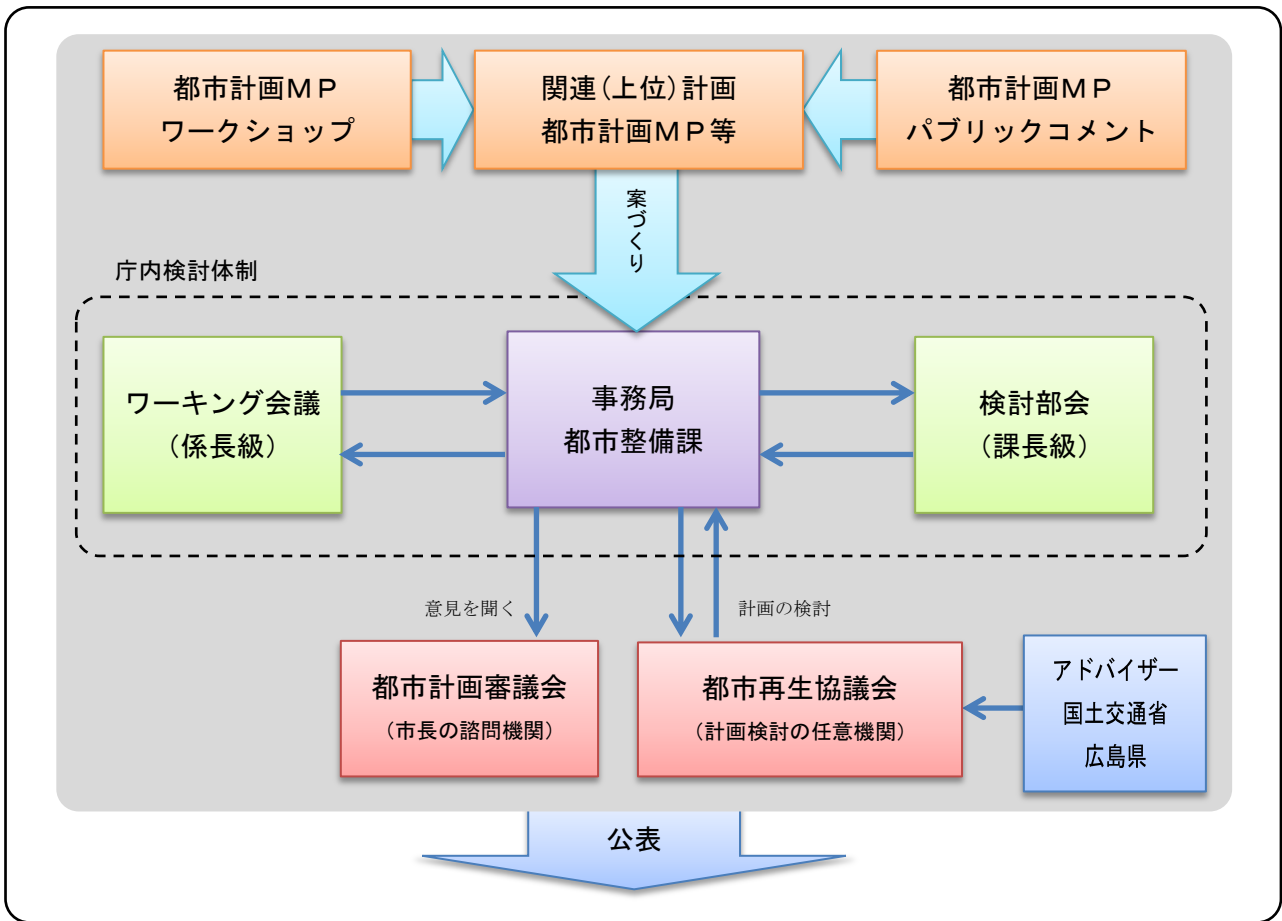 都市計画ＭＰ
ワークショップ
関連(上位)計画
都市計画ＭＰ等
都市計画ＭＰ
パブリックコメント
案づくり
庁内検討体制
ワーキング会議
（係長級）
事務局
都市整備課
検討部会
（課長級）
意見を聞く
計画の検討
都市計画審議会
（市長の諮問機関）
都市再生協議会
（計画検討の任意機関）
アドバイザー
国土交通省
広島県
公表